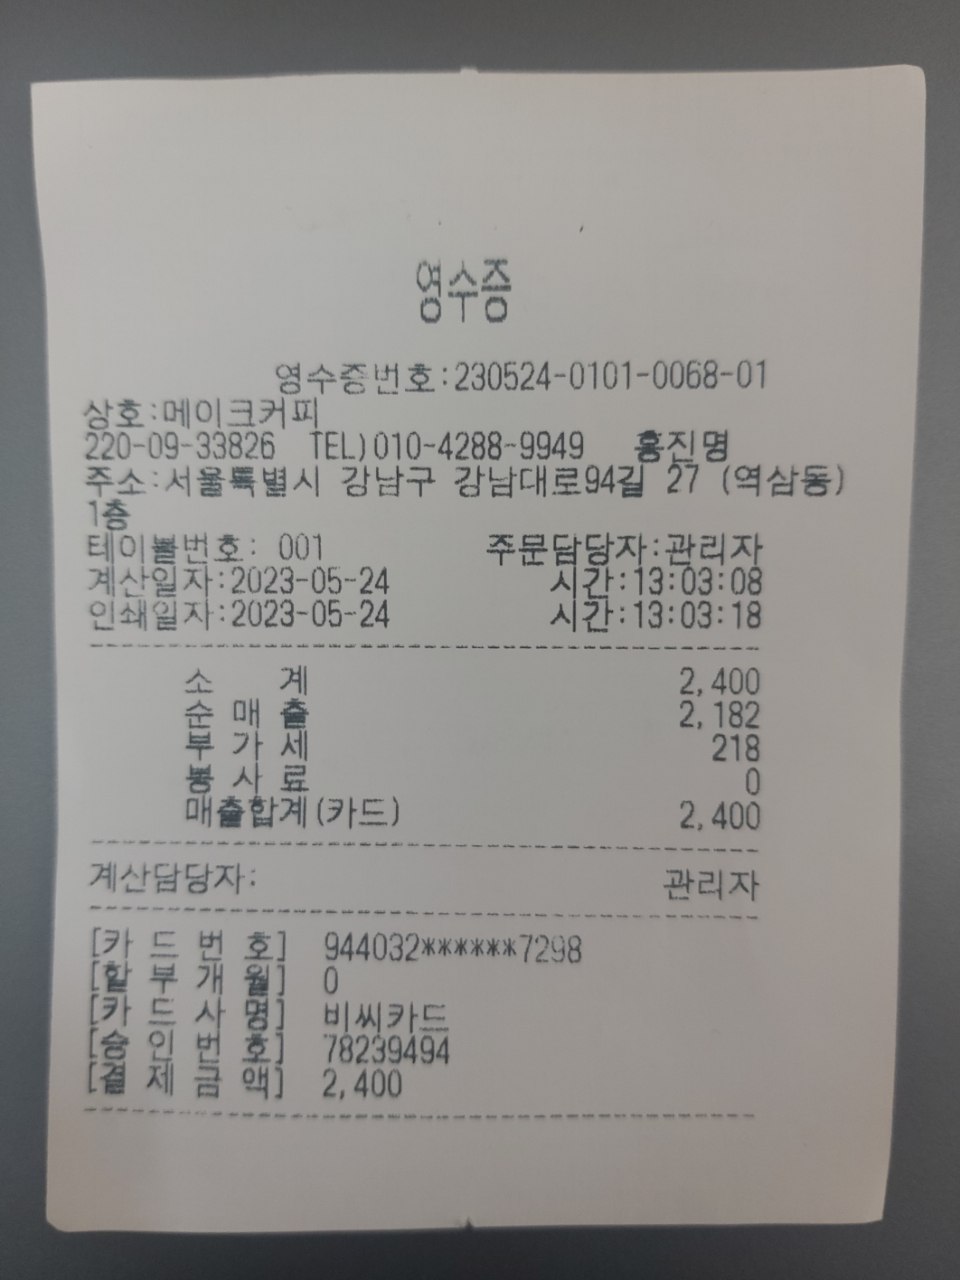 영수증
영수증번호:230524-0101-0068-01
상호:메이크커피
220-09-33826 TEL)010-4288-9949 홍진명
주소:서울특별시 강남구 강남대로94길 27 (역삼동)
1층
테이블번호: 001 주문담당자:관리자
계산일자:2023-05-24 시간:13:03:08
인쇄일자:2023-05-24 시간:13:03:18
소 계 2,400
순 매 출 2,182
부 가 세 218
봉 사 료 0
매출합계(카드) 2,400
계산담당자: 관리자
[카 드 번 호] 944032******7298
[할 부 개 월] 0
[카 드 사 명] 비씨카드
[승 인 번 호] 78239494
[결 제 금 액] 2,400